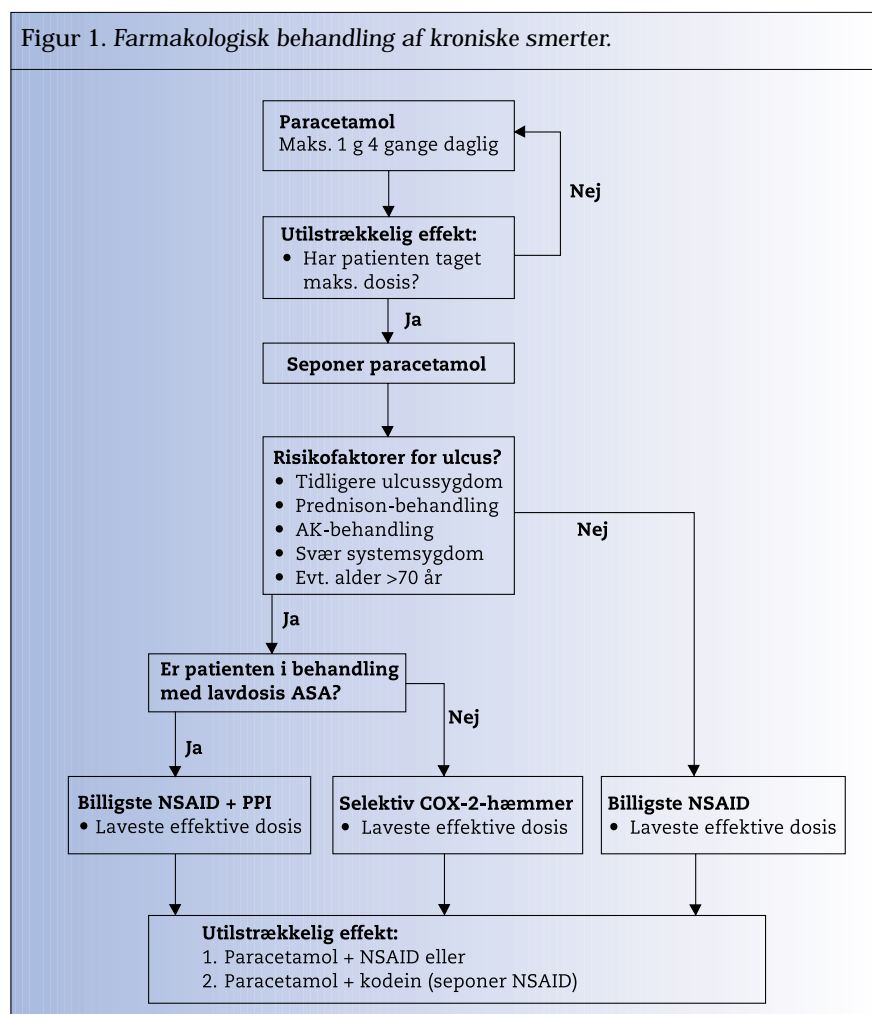 Figur 1. Farmakologisk behandling af kroniske smerter.
Paracetamol
Maks. 1 g 4 gange daglig
Nej
Utilstrækkelig effekt:
• Har patienten taget
maks. dosis?
Ja
Seponer paracetamol
Risikofaktorer for ulcus?
• Tidligere ulcussygdom
• Prednison-behandling
• AK-behandling
• Svær systemsygdom
• Evt. alder >70 år
Nej
Ja
Er patienten i behandling
med lavdosis ASA?
Nej
Ja
Billigste NSAID + PPI
• Laveste effektive dosis
Selektiv COX-2-hæmmer
• Laveste effektive dosis
Billigste NSAID
• Laveste effektive dosis
Utilstrækkelig effekt:
1. Paracetamol + NSAID eller
2. Paracetamol + kodein (seponer NSAID)